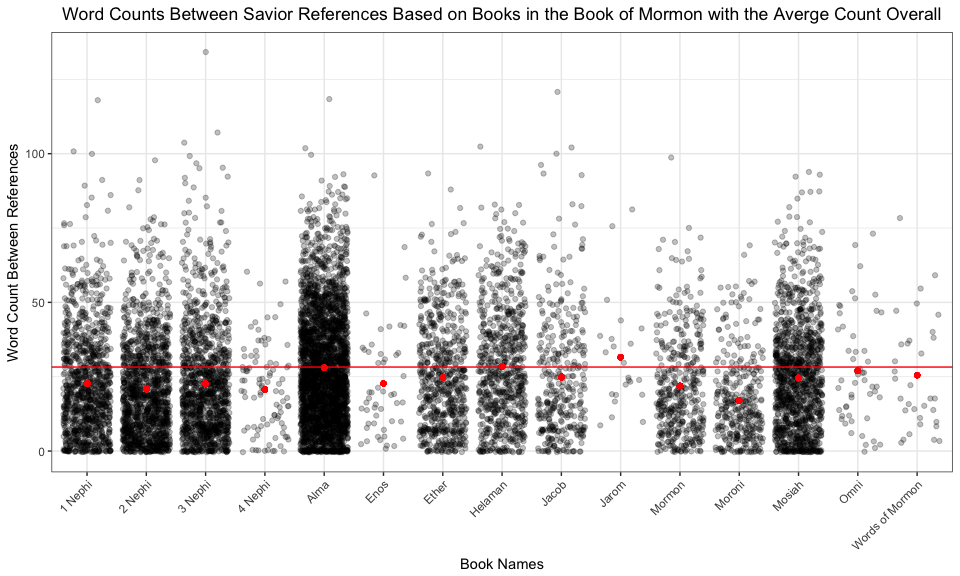 Word Counts Between Savior References Based on Books in the Book of Mormon with the Averge Count Overall
Word Count Between References
100
50
0
1 Nephi
2 Nephi
3 Nephi
4 Nephi
Alma
Enos
Ether
Helaman
Jacob
Jarom
Mormon
Moroni
Mosiah
Omni
Words of Mormon
Book Names